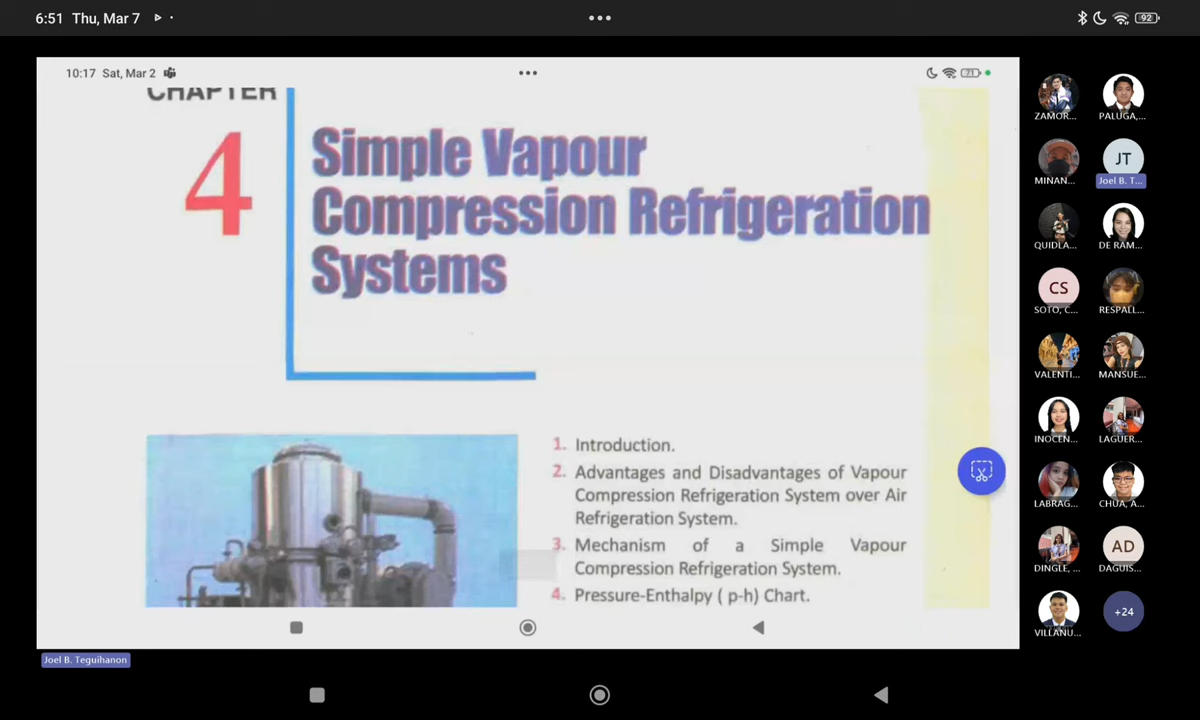 6:51 Thu, Mar 7
92
10:17 Sat, Mar 2
71
CHAPTER
4
Simple Vapour
Compression Refrigeration
Systems
1. Introduction.
2. Advantages and Disadvantages of Vapour
Compression Refrigeration System over Air
Refrigeration System.
3. Mechanism of a Simple Vapour
Compression Refrigeration System.
4. Pressure-Enthalpy ( p-h) Chart.
Joel B. Teguihanon
ZAMOR...
PALUGA,...
MINAN...
JT
Joel B. T...
QUIDLA...
DE RAM...
CS
SOTO, C...
RESPALL...
VALENTI...
MANSUE...
INOCEN...
LAGUER...
LABRAG...
CHUA, A...
DINGLE, ...
AD
DAGUIS...
VILLANU...
+24